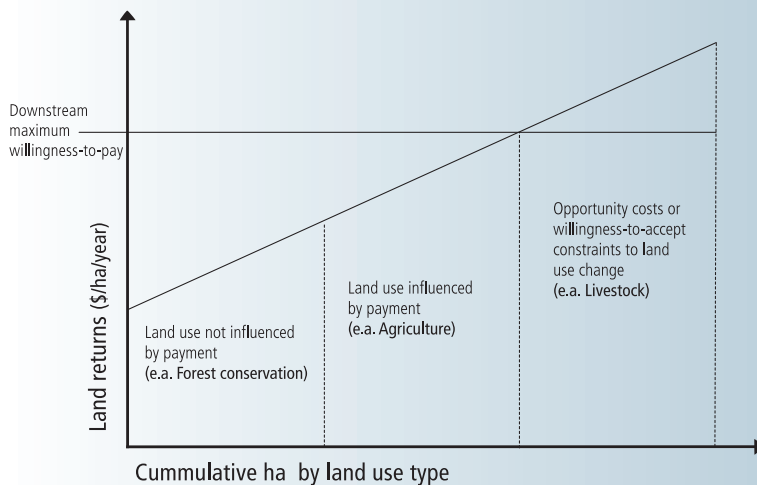 Downstream
maximum
willingness-to-pay
Land returns ($/ha/year)
Land use not influenced
by payment
(e.a. Forest conservation)
Land use influenced
by payment
(e.a. Agriculture)
Opportunity costs or
willingness-to-accept
constraints to land
use change
(e.a. Livestock)
Cummulative ha by land use type